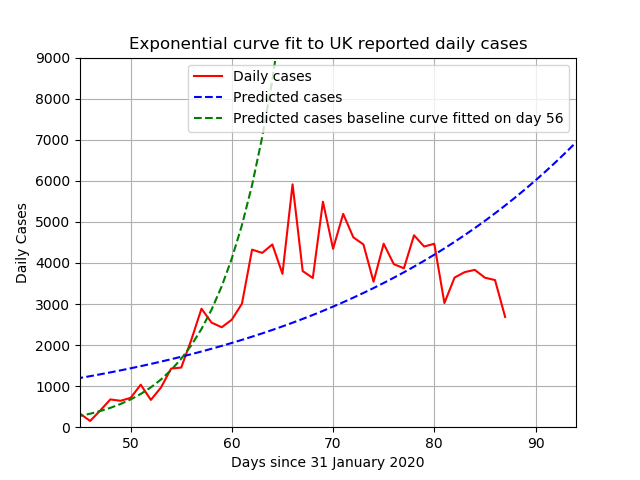 Exponential curve fit to UK reported daily cases
9000
8000
7000
6000
5000
4000
3000
2000
1000
0
Daily Cases
Daily cases
Predicted cases
Predicted cases baseline curve fitted on day 56
50 60 70 80 90
Days since 31 January 2020